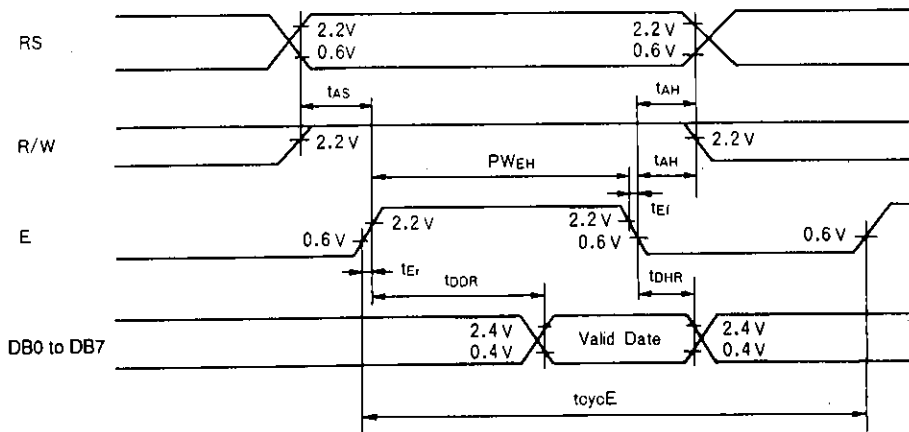 RS
2.2V
0.6V
2.2V
0.6V
tAS
tAH
R/W
2.2V
2.2V
PWEH
tAH
tEf
E
0.6V
2.2V
2.2V
0.6V
0.6V
tEr
tDDR
tDHR
DB0 to DB7
2.4V
0.4V
Valid Date
2.4V
0.4V
tcycE